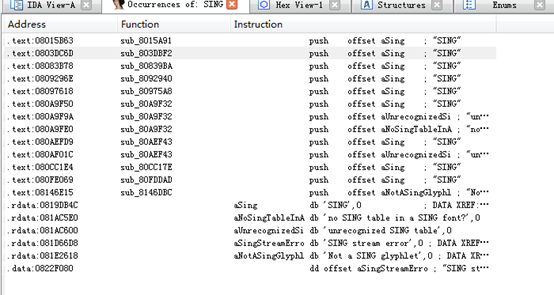 IDA View-A Occurrences of: SING Hex View-1 Structures Enums
Address Function Instruction
.text:08015B63 sub_8015A91 push offset aSing ; "SING"
.text:0803DC6D sub_803DBF2 push offset aSing ; "SING"
.text:08083B78 sub_80839BA push offset aSing ; "SING"
.text:0809296E sub_8092940 push offset aSing ; "SING"
.text:08097618 sub_80975A8 push offset aSing ; "SING"
.text:080A9F50 sub_80A9F32 push offset aSing ; "SING"
.text:080A9F9A sub_80A9F32 push offset aUnrecognizedSi ; "un…
.text:080A9FE0 sub_80A9F32 push offset aNoSingTableInA ; "no…
.text:080AEFD9 sub_80AEF43 push offset aSing ; "SING"
.text:080AF01C sub_80AEF43 push offset aUnrecognizedSi ; "un…
.text:080CC1E4 sub_80CC17E push offset aSing ; "SING"
.text:080FE069 sub_80FDDAD push offset aSing ; "SING"
.text:08146E15 sub_8146DBC push offset aNotASingGlyphl ; "No…
.rdata:0819DB4C aSing db 'SING',0 ; DATA XREF:…
.rdata:081AC5E0 aNoSingTableInA db 'no SING table in a SING font?',0
.rdata:081AC600 aUnrecognizedSi db 'unrecognized SING table',0
.rdata:081D66D8 aSingStreamErro db 'SING stream error',0 ; DATA XREF:…
.rdata:081E2618 aNotASingGlyphl db 'Not a SING glyphlet',0 ; DATA XREF:…
.data:0822F080 dd offset aSingStreamErro ; "SING st…